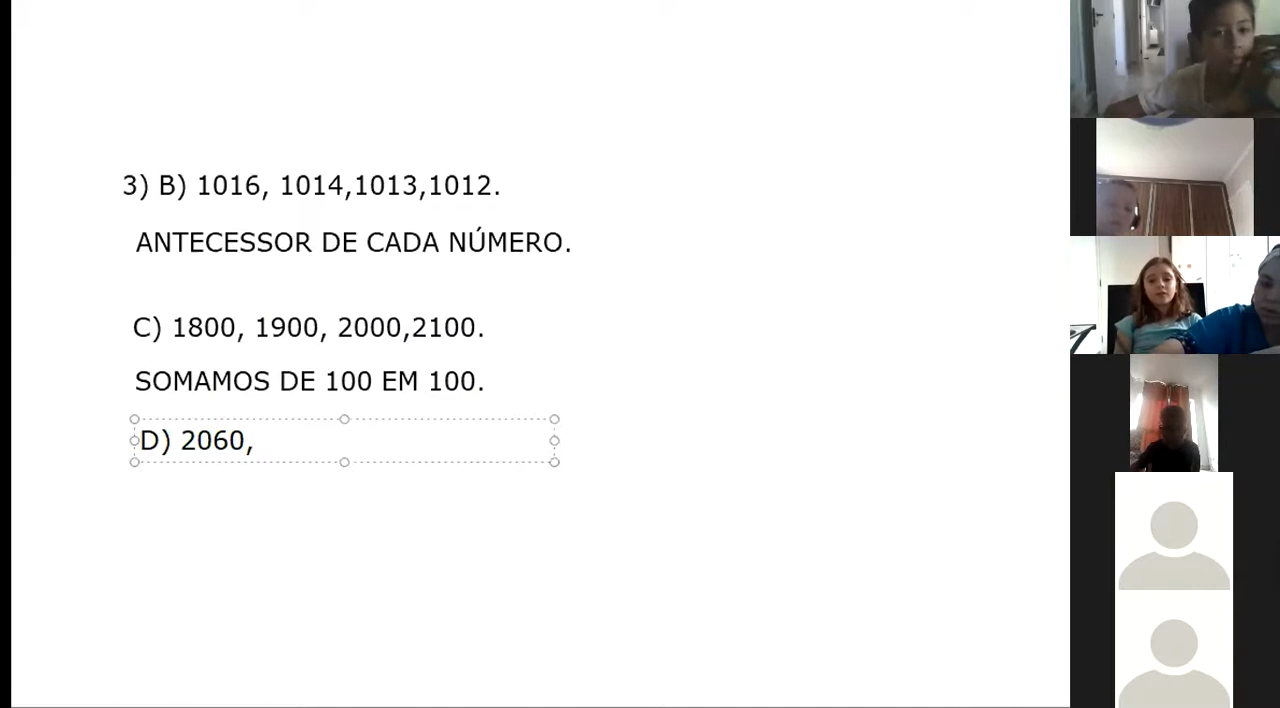 3) B) 1016, 1014,1013,1012.
ANTECESSOR DE CADA NÚMERO.
C) 1800, 1900, 2000,2100.
SOMAMOS DE 100 EM 100.
D) 2060,